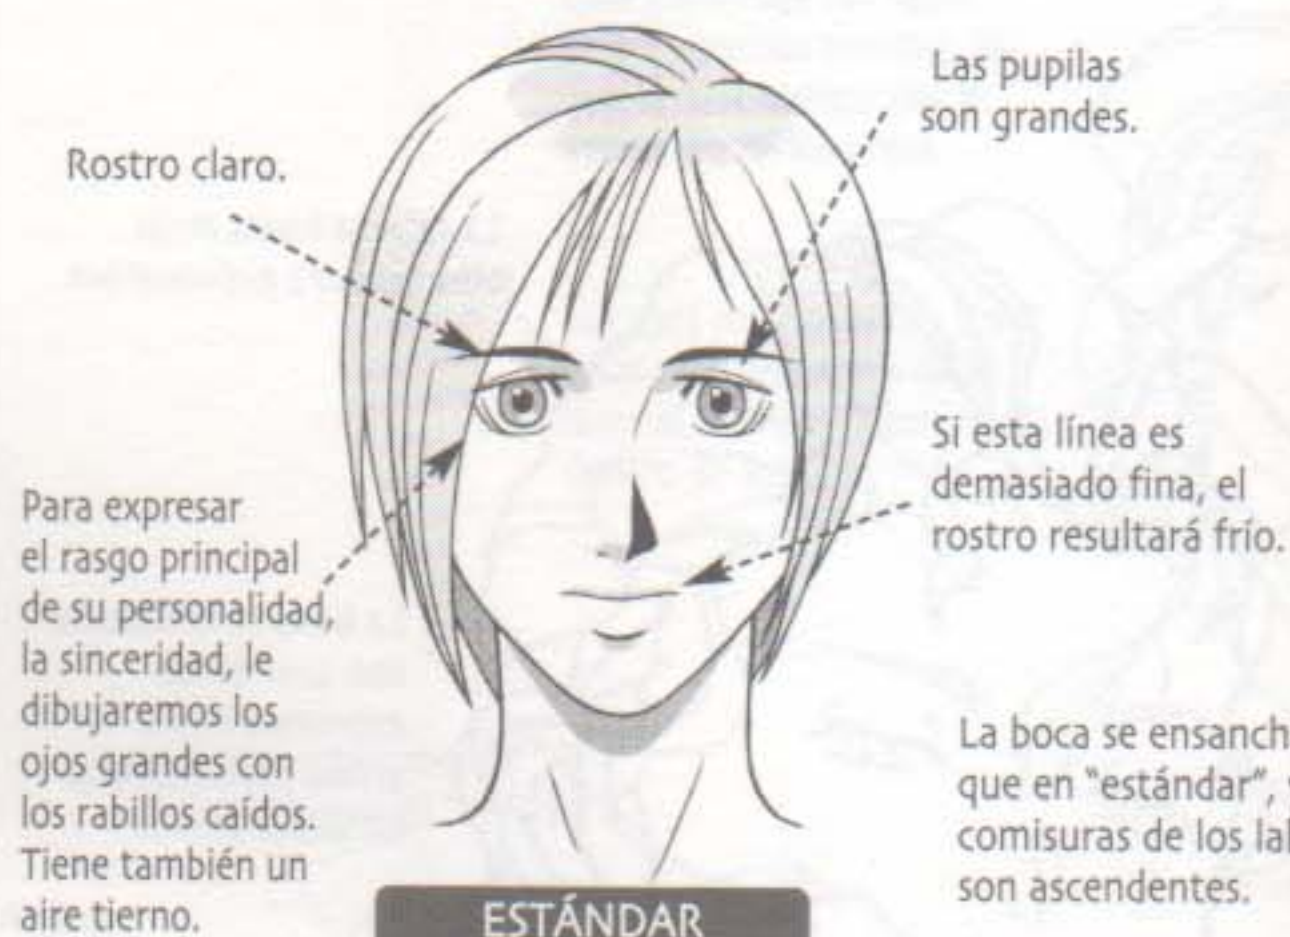 Las pupilas
son grandes.
Rostro claro.
Si esta línea es
demasiado fina, el
rostro resultará frío.
Para expresar
el rasgo principal
de su personalidad,
la sinceridad, le
dibujaremos los
ojos grandes con
los rabillos caídos.
Tiene también un
aire tierno.
La boca se ensanch
que en "estándar",
comisuras de los
son ascendentes.
ESTÁNDAR